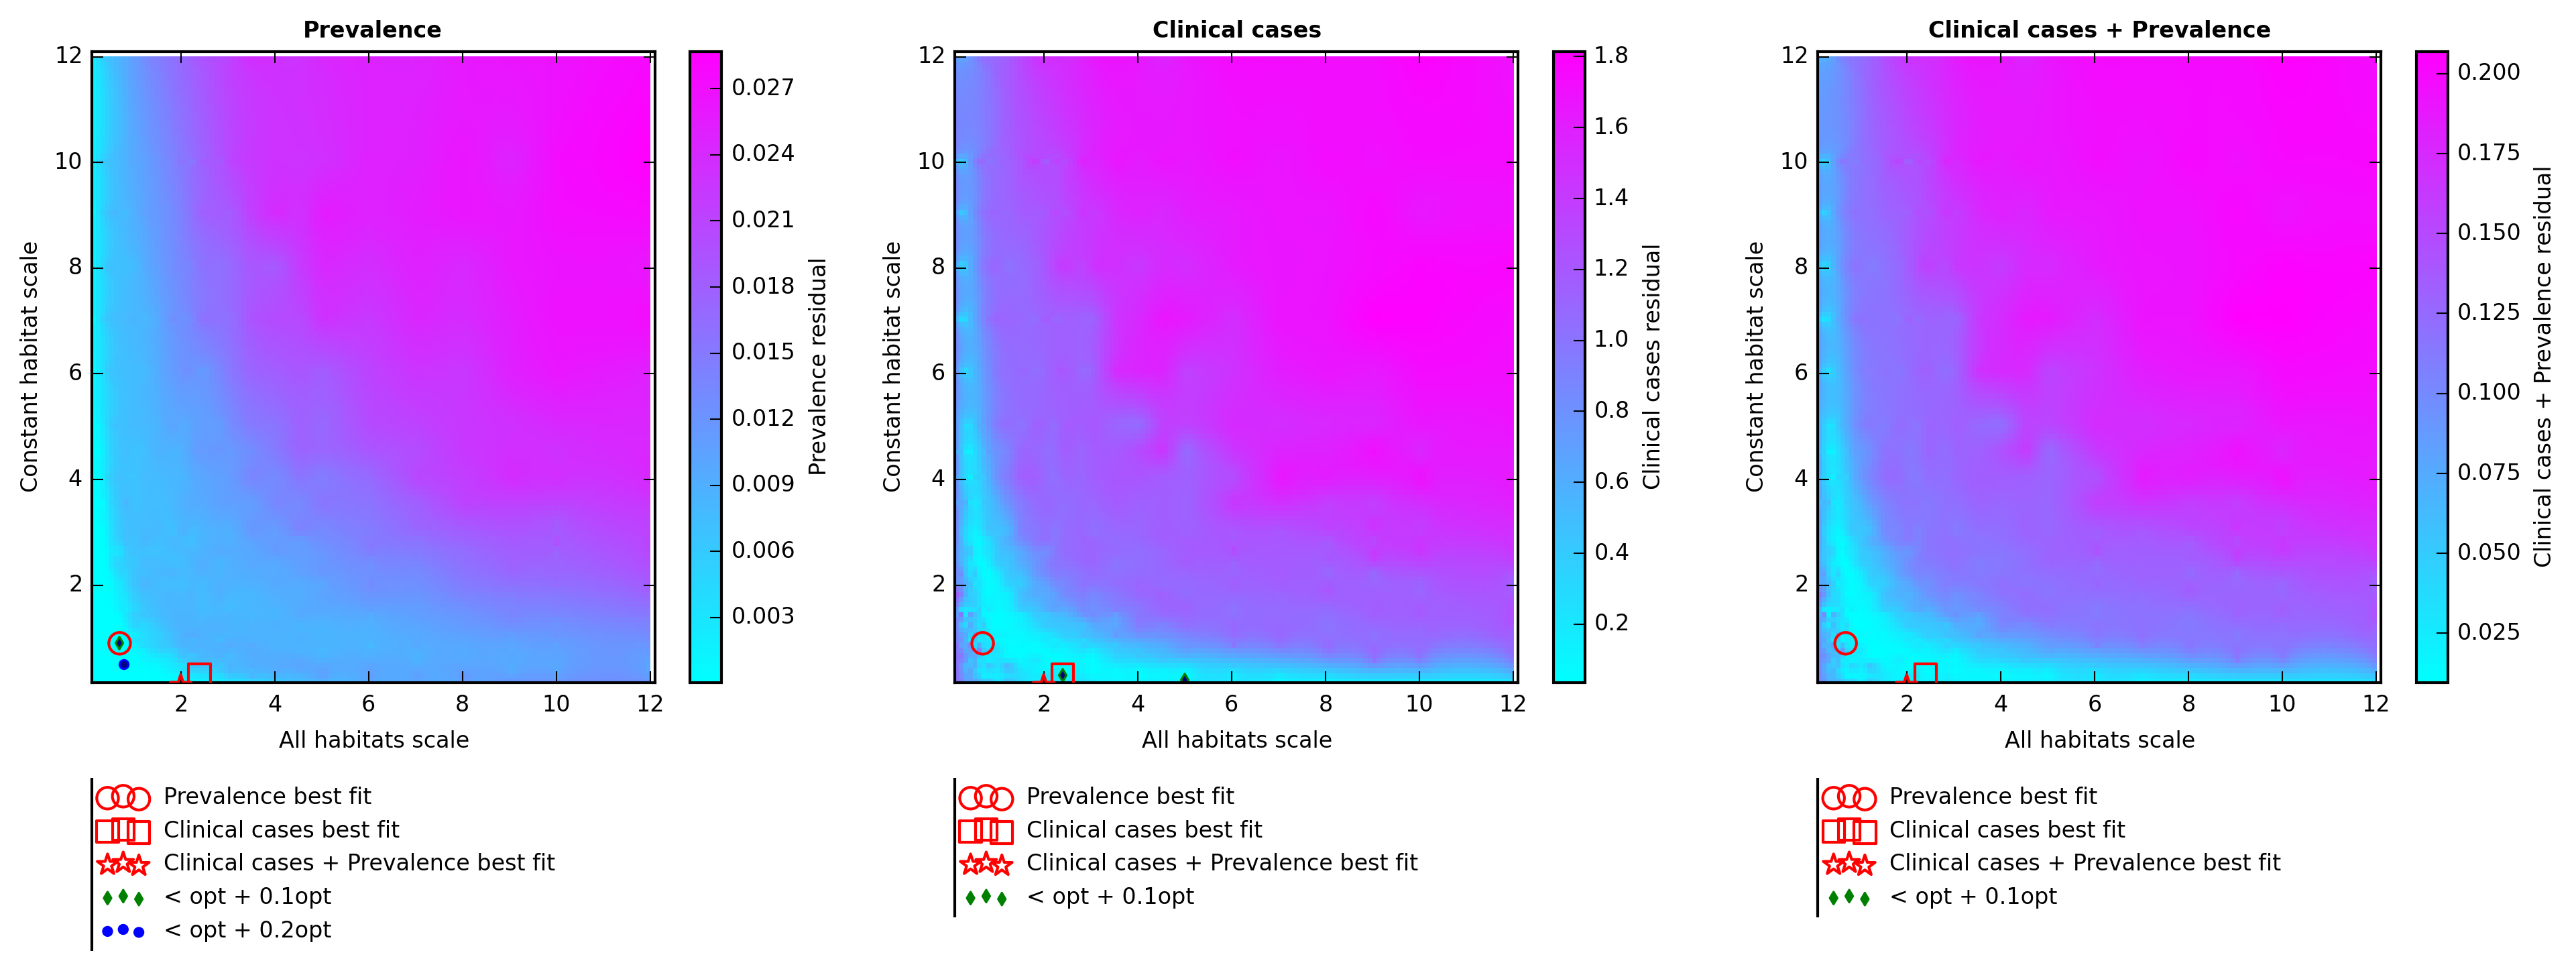 Prevalence
Clinical cases
Clinical cases + Prevalence
12
10
8
6
4
2
Constant habitat scale
2 4 6 8 10 12
All habitats scale
0.027
0.024
0.021
0.018
0.015
0.012
0.009
0.006
0.003
Prevalence residual
12
10
8
6
4
2
Constant habitat scale
2 4 6 8 10 12
All habitats scale
1.8
1.6
1.4
1.2
1.0
0.8
0.6
0.4
0.2
Clinical cases residual
12
10
8
6
4
2
Constant habitat scale
2 4 6 8 10 12
All habitats scale
0.200
0.175
0.150
0.125
0.100
0.075
0.050
0.025
Clinical cases + Prevalence residual
Prevalence best fit
Clinical cases best fit
Clinical cases + Prevalence best fit
< opt + 0.1opt
< opt + 0.2opt
Prevalence best fit
Clinical cases best fit
Clinical cases + Prevalence best fit
< opt + 0.1opt
Prevalence best fit
Clinical cases best fit
Clinical cases + Prevalence best fit
< opt + 0.1opt